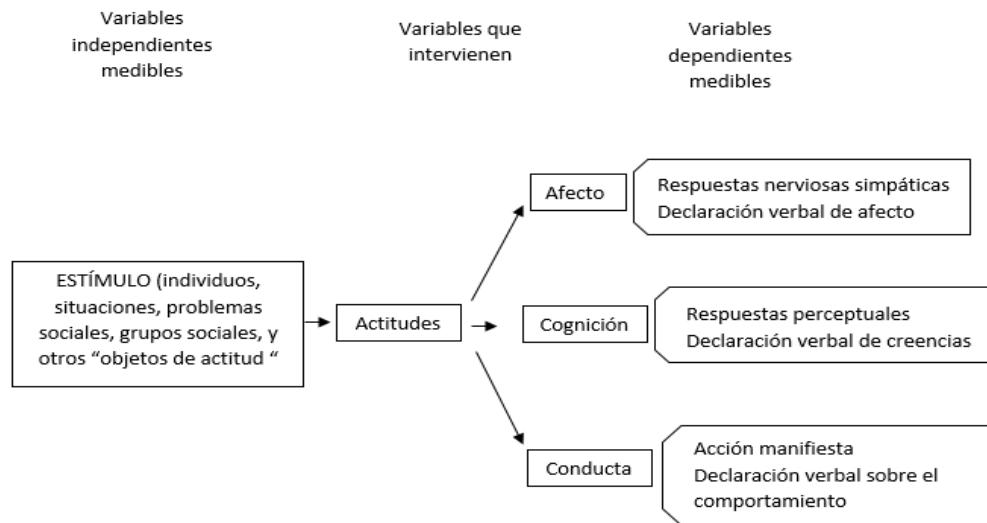 Variables
independientes
medibles
Variables que
intervienen
Variables
dependientes
medibles
Afecto
Respuestas nerviosas simpáticas
Declaración verbal de afecto
ESTÍMULO (individuos,
situaciones, problemas
sociales, grupos sociales, y
otros “objetos de actitud “
Actitudes
Cognición
Respuestas perceptuales
Declaración verbal de creencias
Conducta
Acción manifiesta
Declaración verbal sobre el
comportamiento